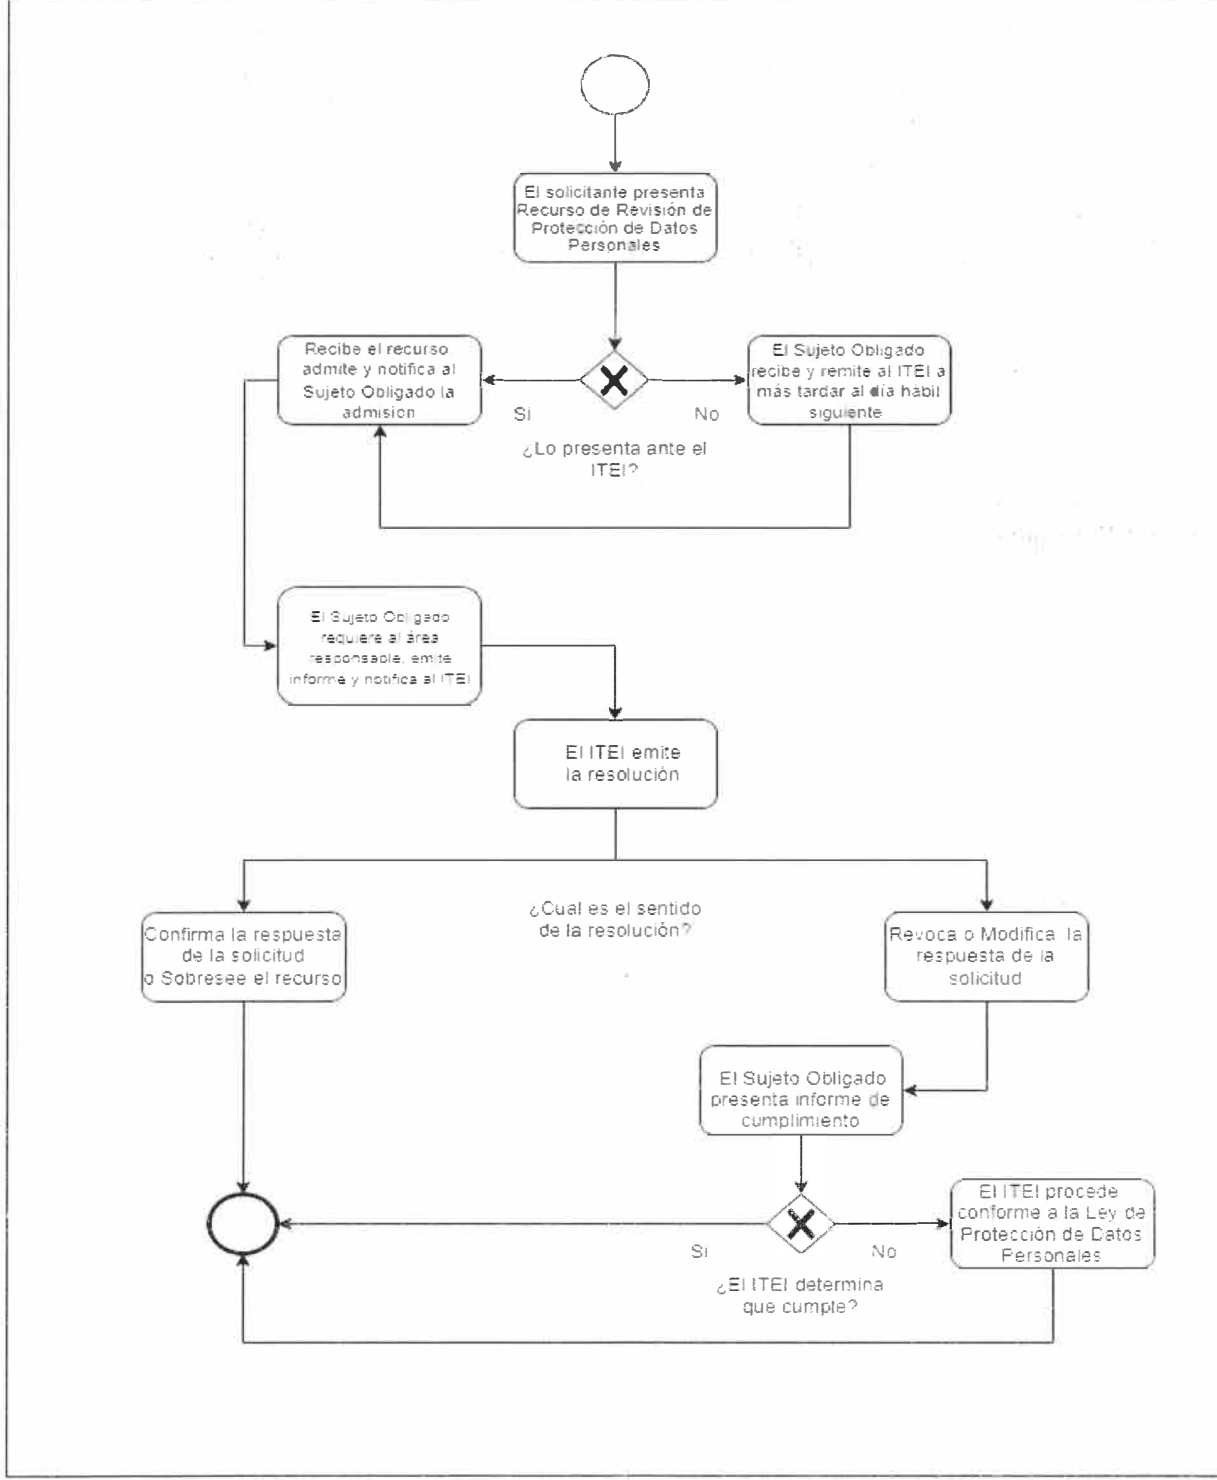 El solicitante presenta
Recurso de Revisión de
Protección de Datos
Personales
Recibe el recurso,
admite y notifica al
Sujeto Obligado la
admision
El Sujeto Obligado
recibe y remite al ITEI a
más tardar al día hábil
siguiente
Si
No
¿Lo presenta ante el
ITEI?
El Sujeto Obligado
requiere al área
responsable, emite
informe y notifica al ITEI
El ITEI emite
la resolución
¿Cual es el sentido
de la resolución?
Confirma la respuesta
de la solicitud
o Sobresee el recurso
Revoca o Modifica la
respuesta de la
solicitud
El Sujeto Obligado
presenta informe de
cumplimiento
El ITEI procede
conforme a la Ley de
Protección de Datos
Personales
Si
No
¿El ITEI determina
que cumple?